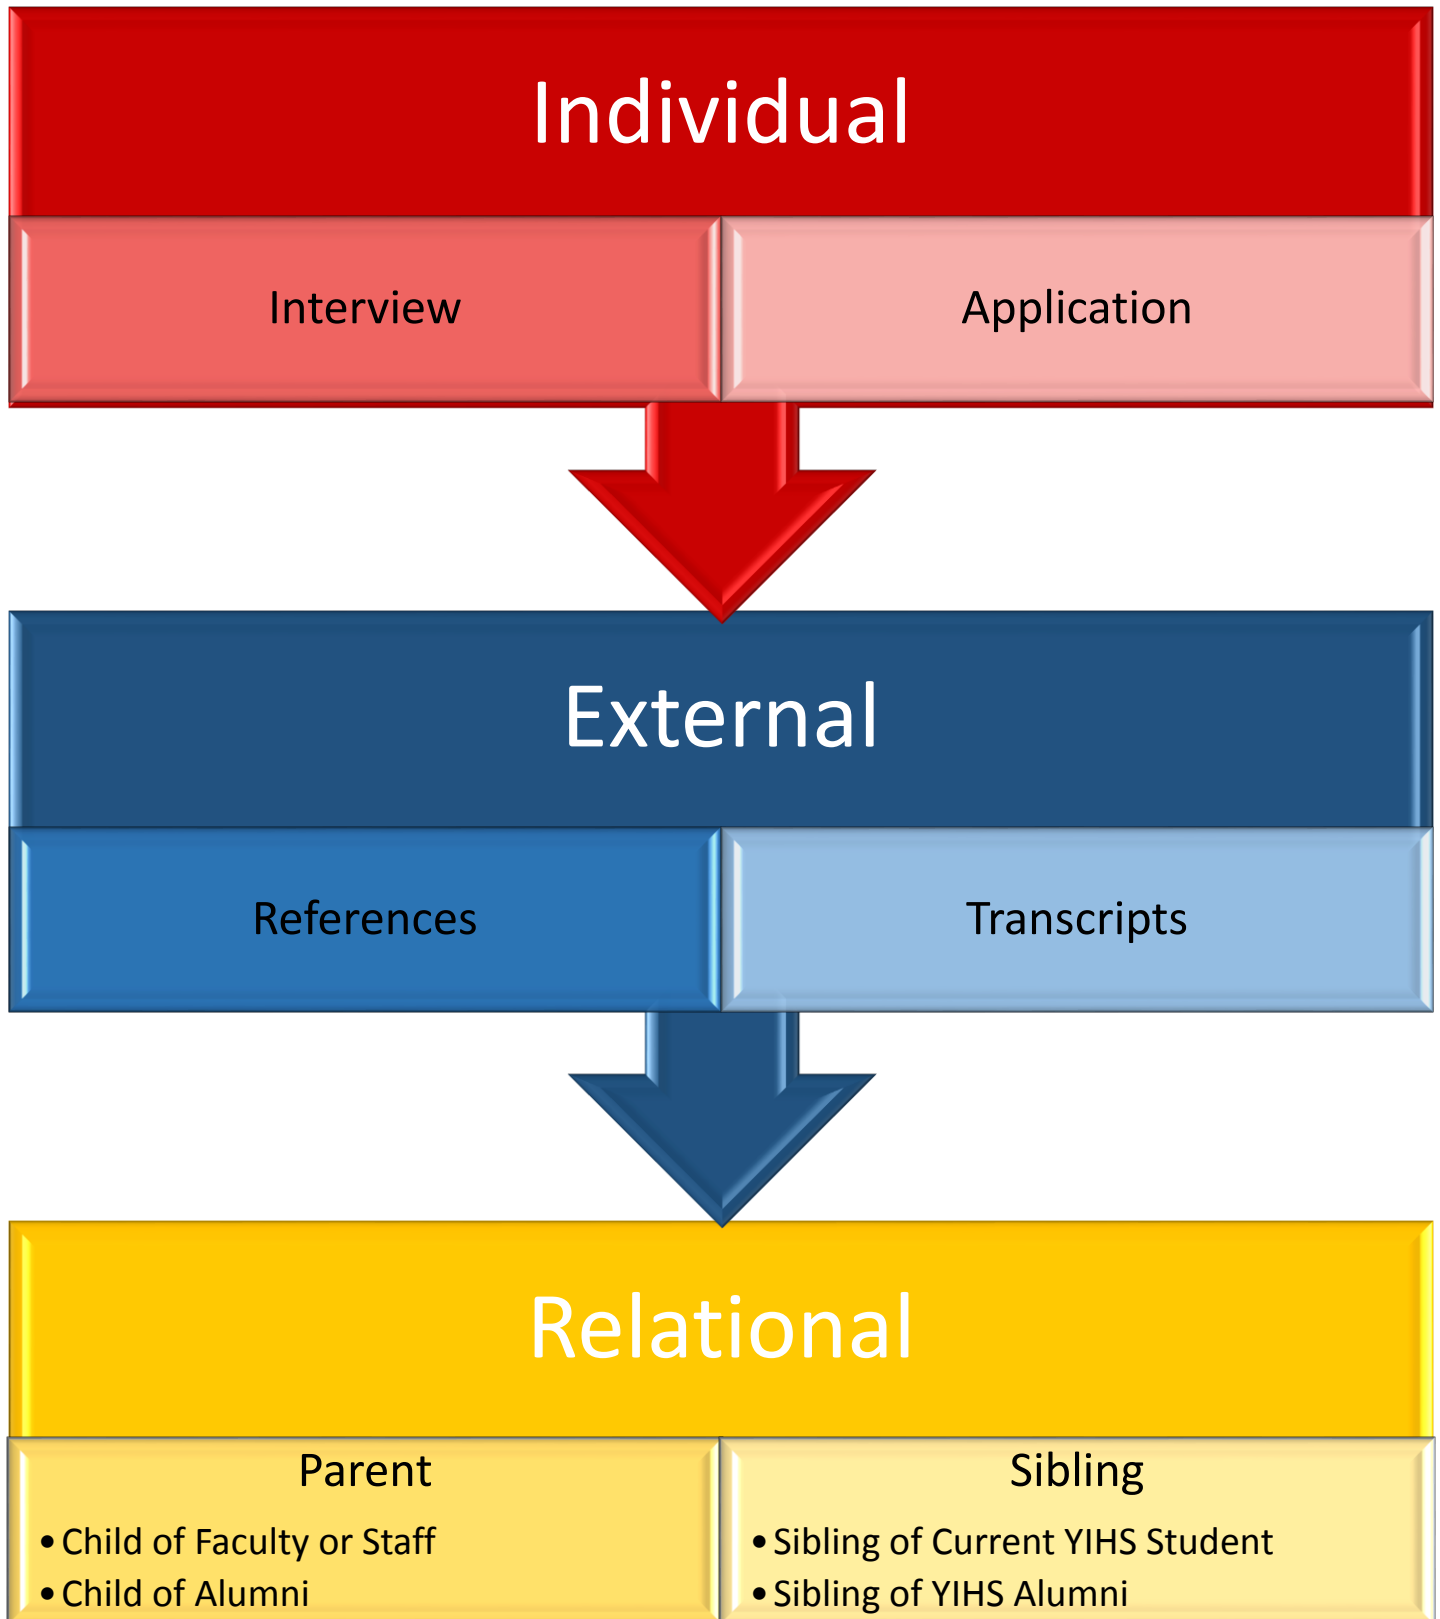 Individual
Interview
Application
External
References
Transcripts
Relational
Parent
• Child of Faculty or Staff
• Child of Alumni
Sibling
• Sibling of Current YIHS Student
• Sibling of YIHS Alumni